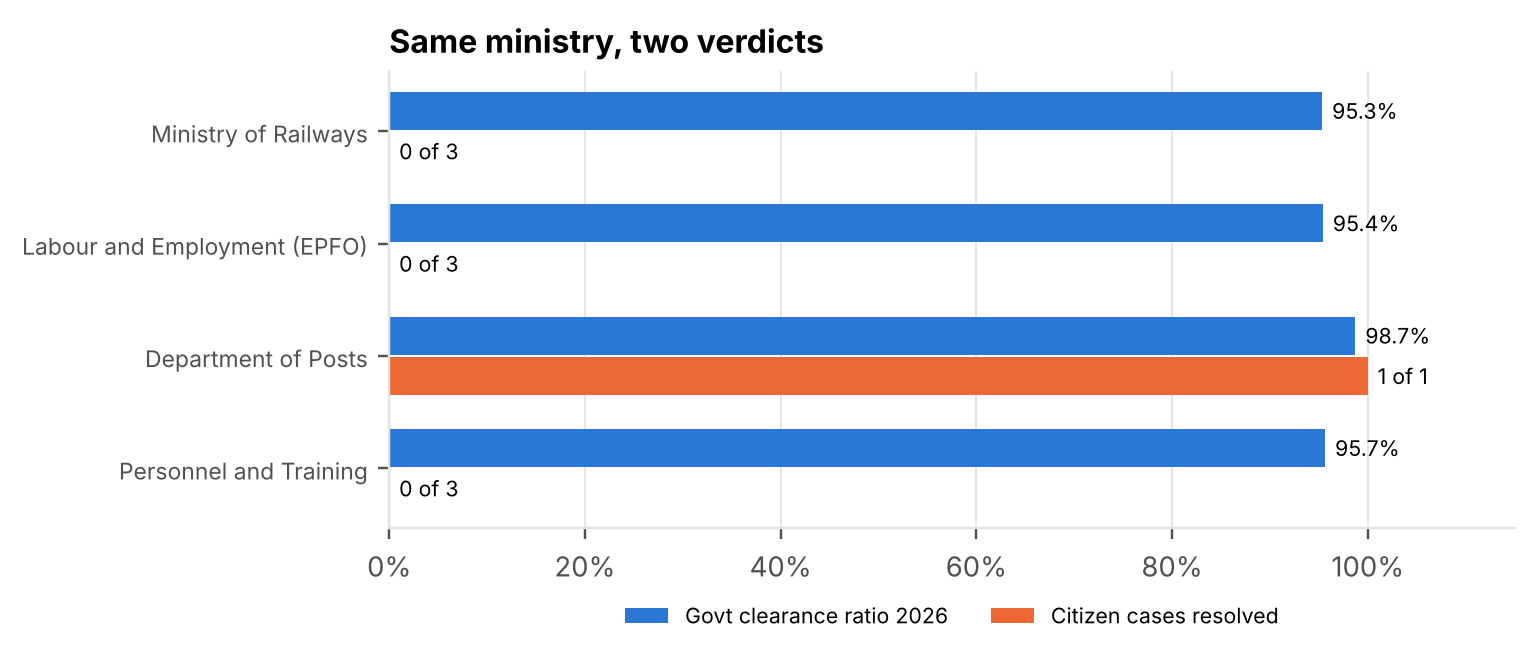 Same ministry, two verdicts
Ministry of Railways
95.3%
0 of 3
Labour and Employment (EPFO)
95.4%
0 of 3
Department of Posts
98.7%
1 of 1
Personnel and Training
95.7%
0 of 3
0% 20% 40% 60% 80% 100%
Govt clearance ratio 2026 Citizen cases resolved